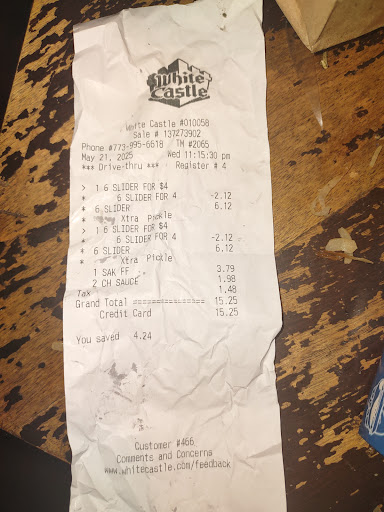 White
Castle
White Castle #010058
Sale # 137273902
Phone #773-995-6618 TM #2065
May 21, 2025 Wed 11:15:30 pm
*** Drive-thru *** Register # 4
> 1 6 SLIDER FOR $4
* 6 SLIDER FOR 4 -2.12
* 6 SLIDER 6.12
* Xtra Pickle
> 1 6 SLIDER FOR $4
* 6 SLIDER FOR 4 -2.12
* 6 SLIDER 6.12
* Xtra Pickle
1 SAK FF 3.79
2 CH SAUCE 1.98
Tax 1.48
Grand Total ================ 15.25
Credit Card 15.25
You saved 4.24
Customer #466
Comments and Concerns
www.whitecastle.com/feedback